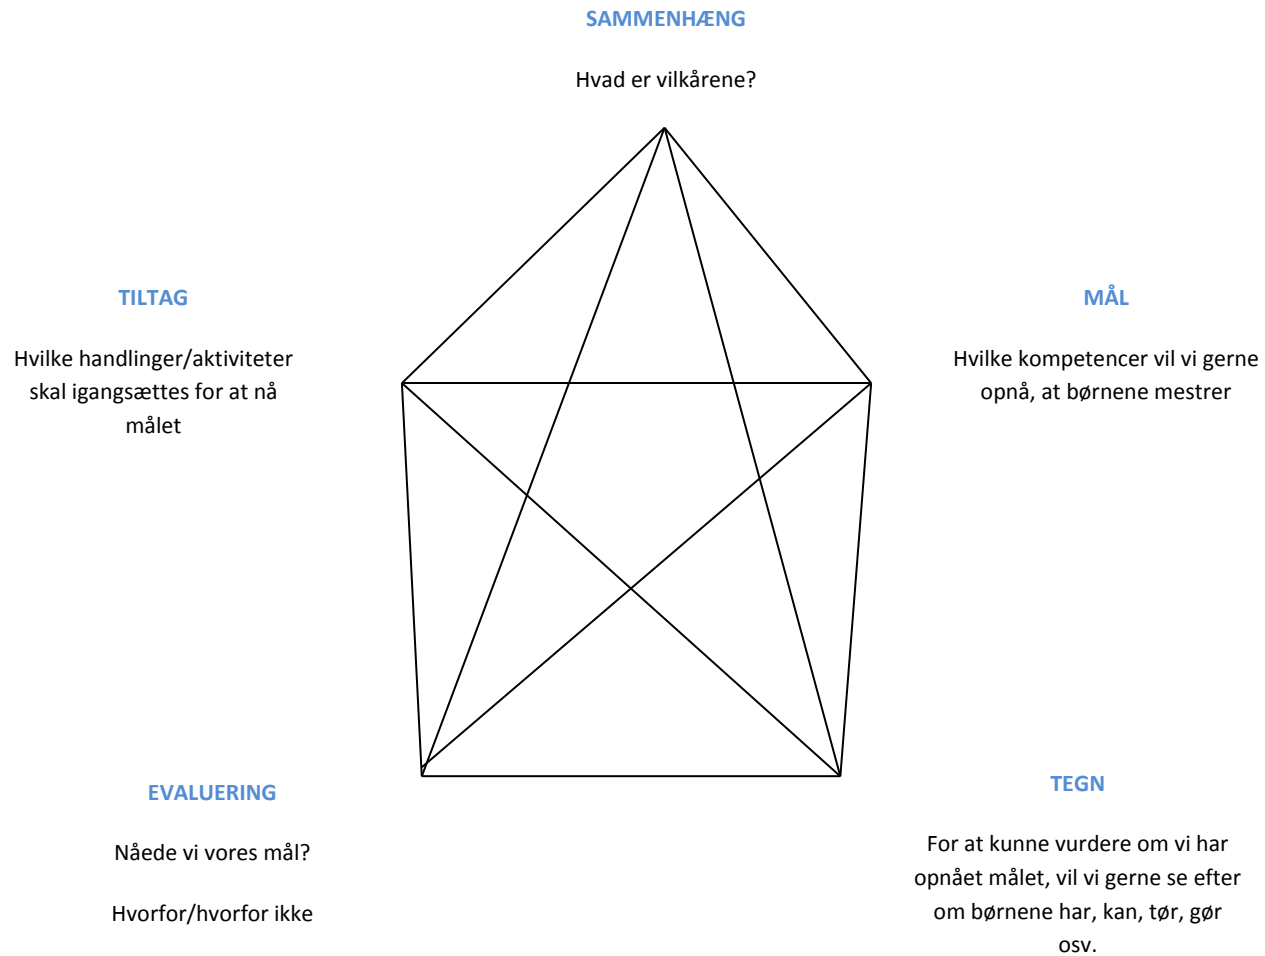 SAMMENHÆNG
Hvad er vilkårene?
TILTAG
Hvilke handlinger/aktiviteter
skal igangsættes for at nå
målet
MÅL
Hvilke kompetencer vil vi gerne
opnå, at børnene mestrer
EVALUERING
Nåede vi vores mål?
Hvorfor/hvorfor ikke
TEGN
For at kunne vurdere om vi har
opnået målet, vil vi gerne se efter
om børnene har, kan, tør, gør
osv.